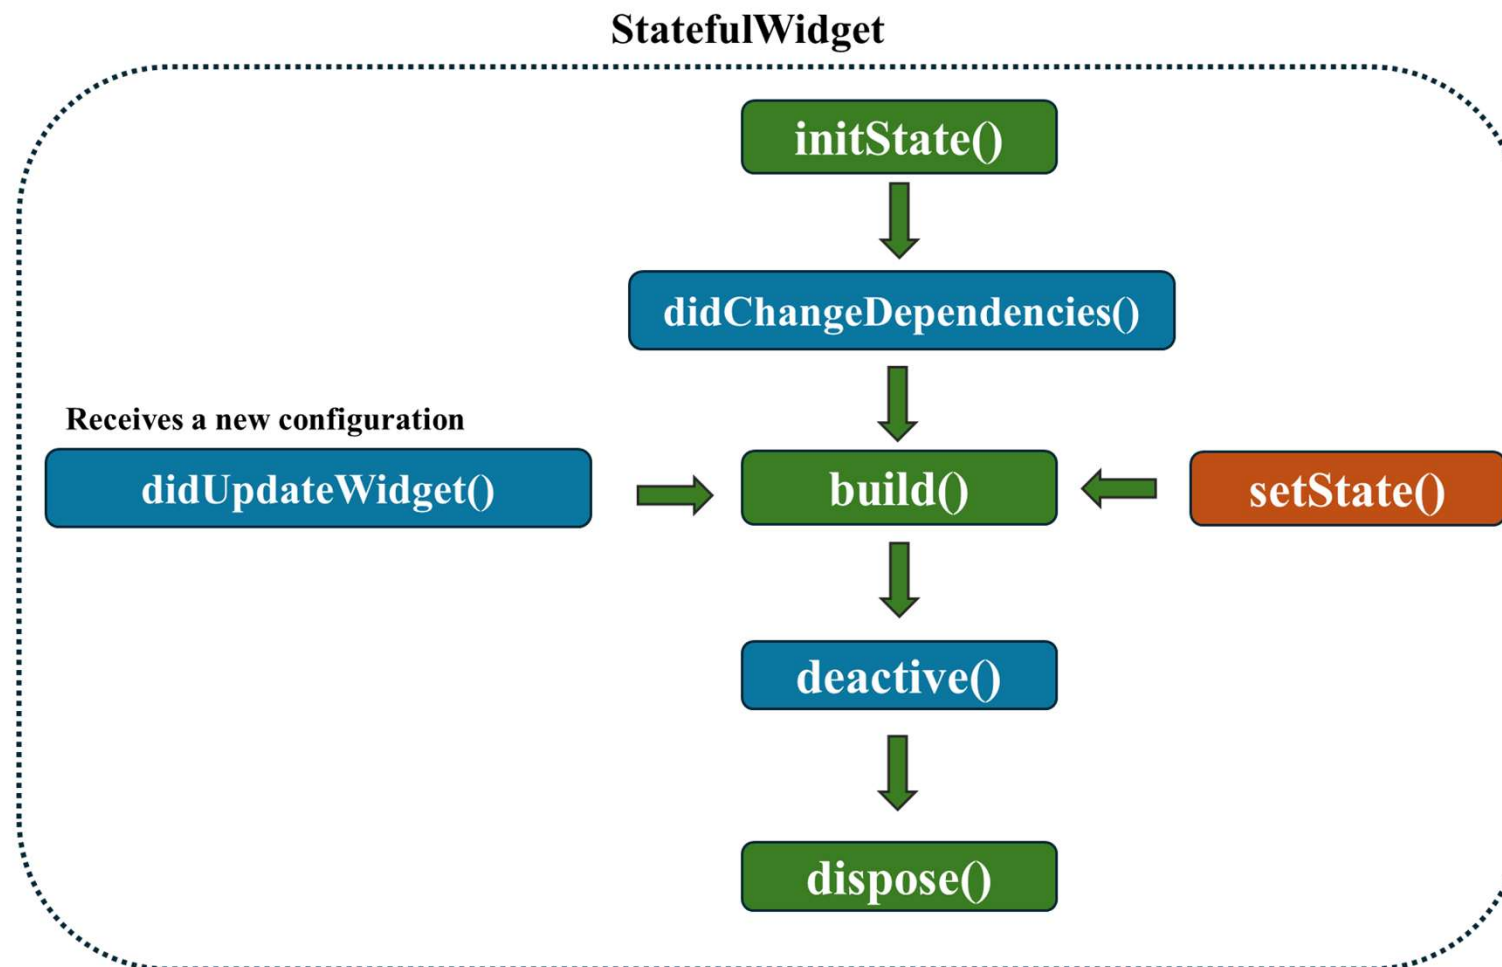 StatefulWidget
initState()
didChangeDependencies()
Receives a new configuration
didUpdateWidget()
build()
setState()
deactive()
dispose()